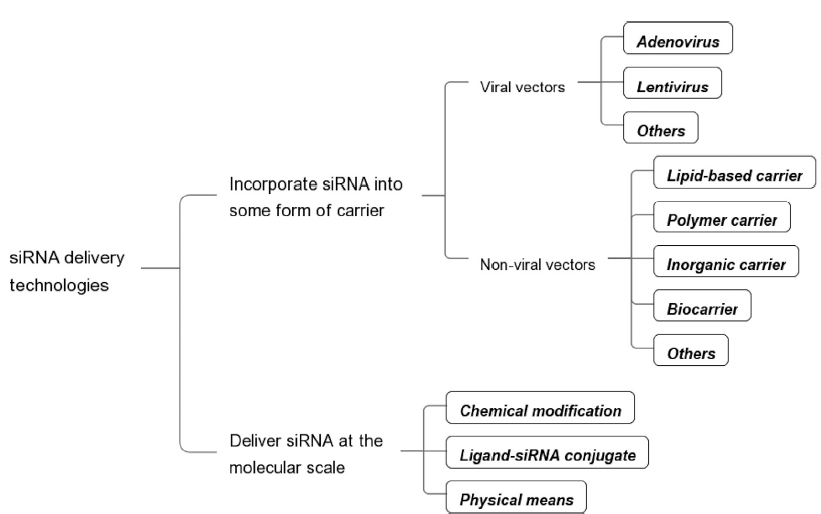 siRNA delivery
technologies
Incorporate siRNA into
some form of carrier
Viral vectors
Adenovirus
Lentivirus
Others
Non-viral vectors
Lipid-based carrier
Polymer carrier
Inorganic carrier
Biocarrier
Others
Deliver siRNA at the
molecular scale
Chemical modification
Ligand-siRNA conjugate
Physical means